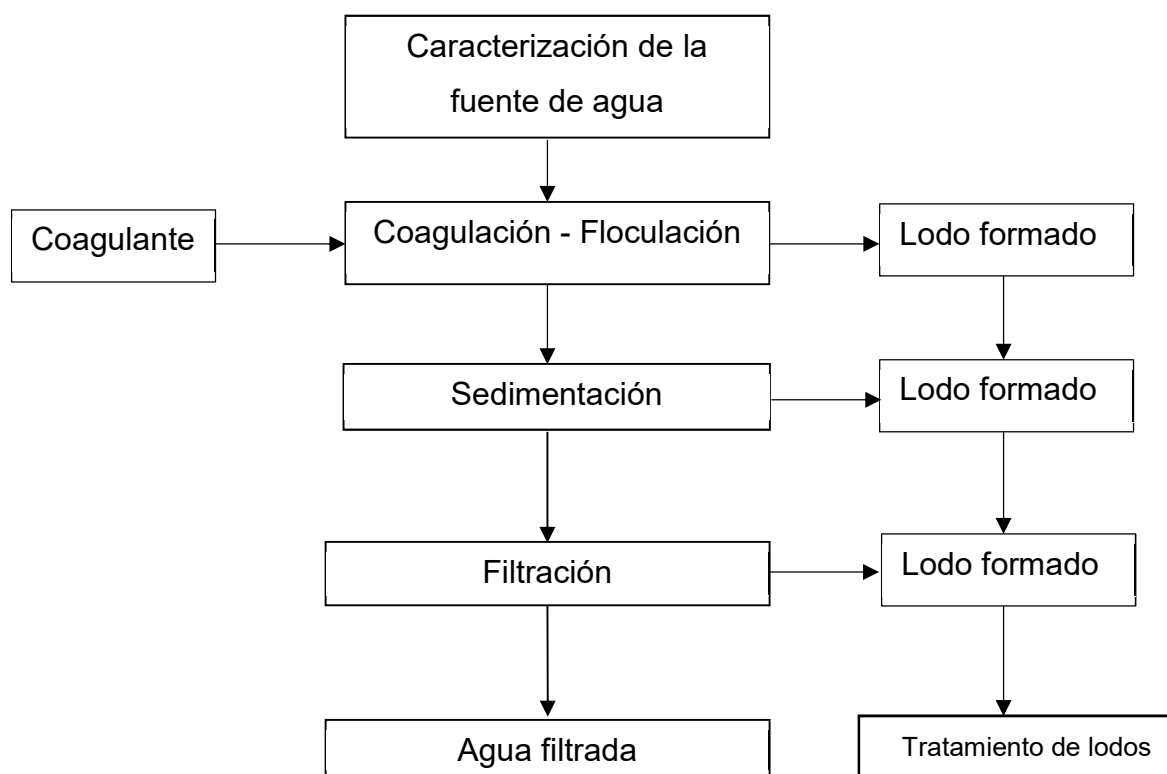 Caracterización de la
fuente de agua
Coagulante
Coagulación - Floculación
Lodo formado
Sedimentación
Lodo formado
Filtración
Lodo formado
Agua filtrada
Tratamiento de lodos